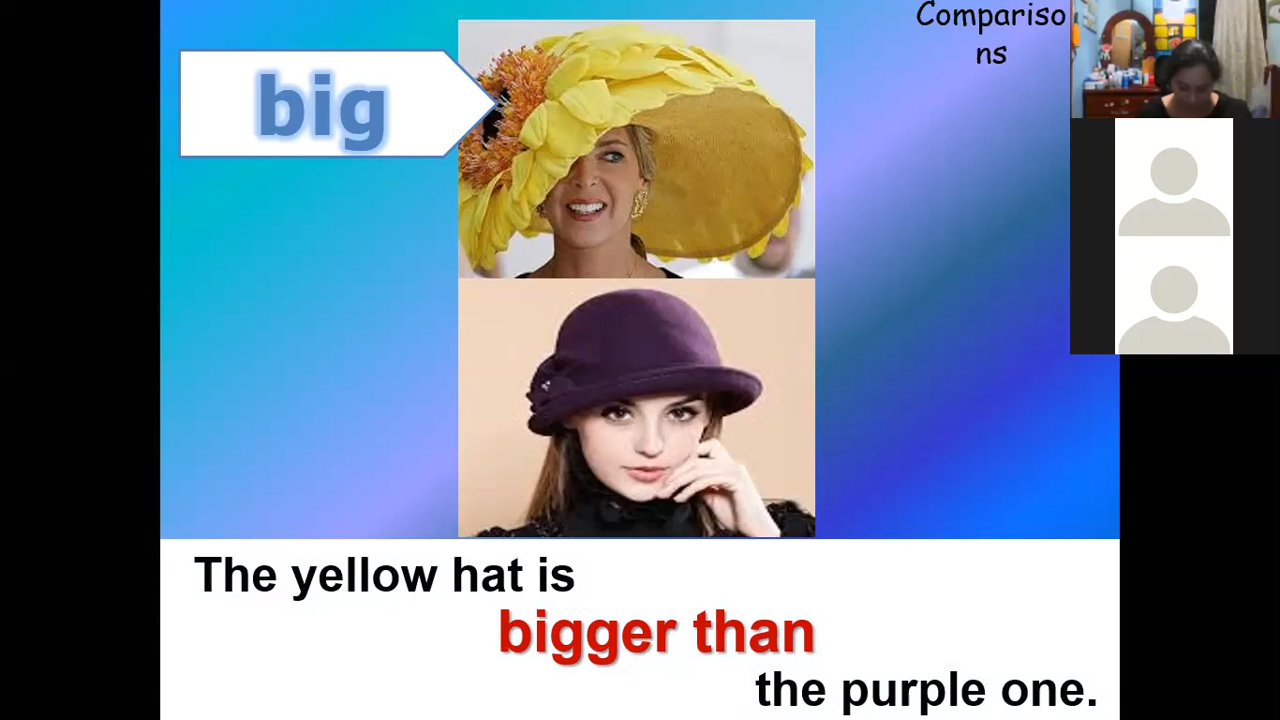 Compariso
ns
big
The yellow hat is
bigger than
the purple one.